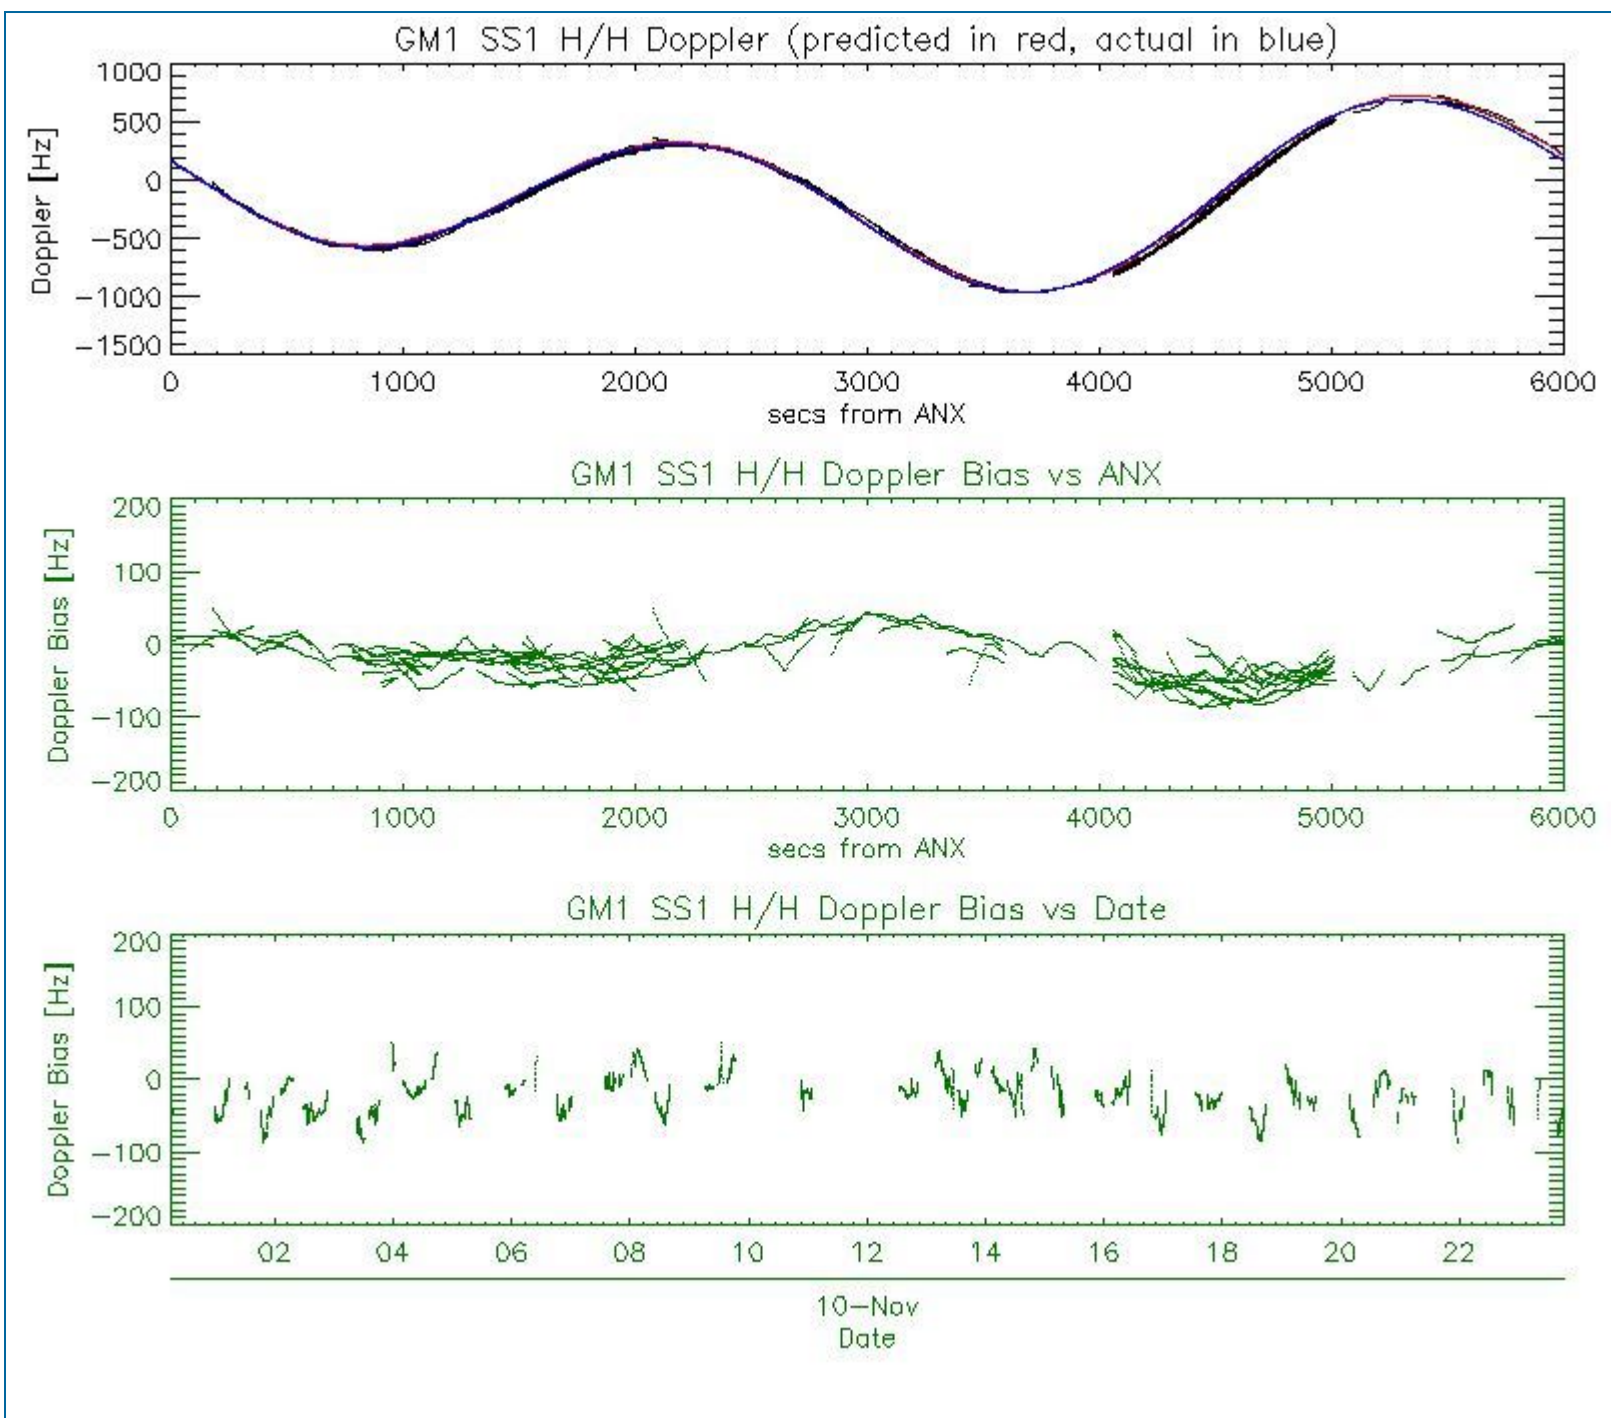 GM1 SS1 H/H Doppler (predicted in red, actual in blue)
1000
500
0
-500
-1000
-1500
Doppler [Hz]
0 1000 2000 3000 4000 5000 6000
secs from ANX
GM1 SS1 H/H Doppler Bias vs ANX
200
100
0
-100
-200
Doppler Bias [Hz]
0 1000 2000 3000 4000 5000 6000
secs from ANX
GM1 SS1 H/H Doppler Bias vs Date
200
100
0
-100
-200
Doppler Bias [Hz]
02 04 06 08 10 12 14 16 18 20 22
10-Nov
Date